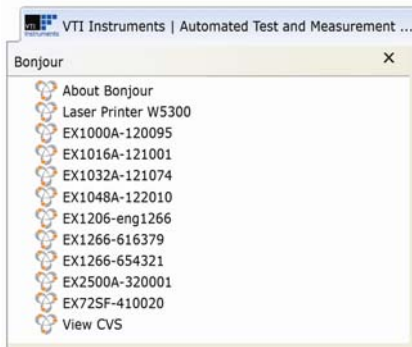 VTI Instruments | Automated Test and Measurement ...
Bonjour
About Bonjour
Laser Printer W5300
EX1000A-120095
EX1016A-121001
EX1032A-121074
EX1048A-122010
EX1206-eng1266
EX1266-616379
EX1266-654321
EX2500A-320001
EX72SF-410020
View CVS